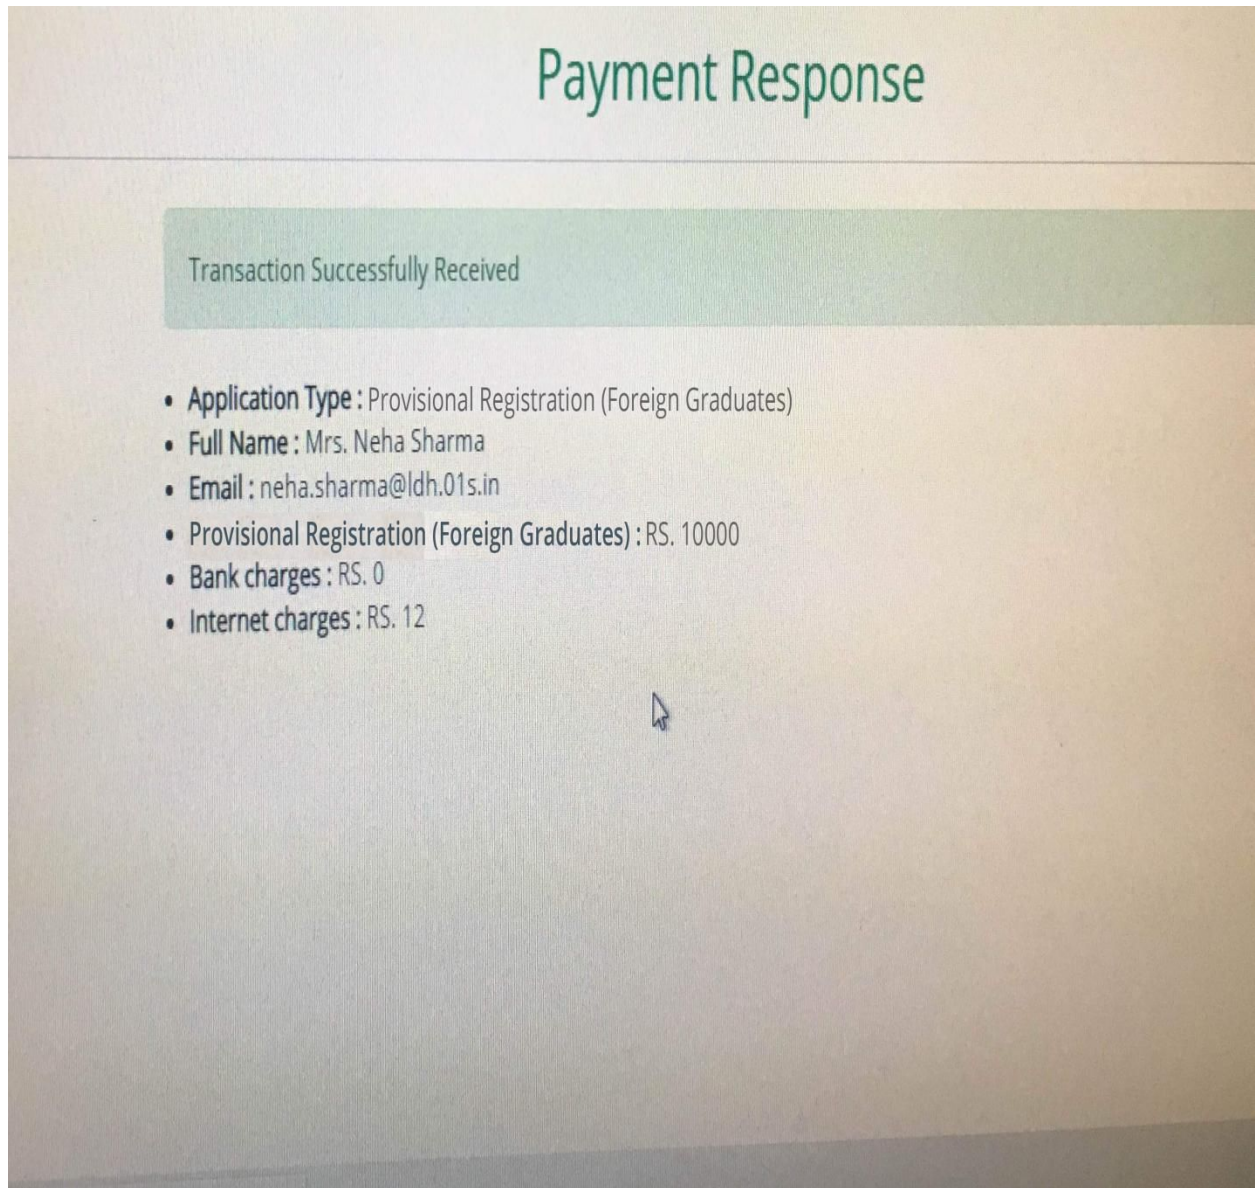 Payment Response
Transaction Successfully Received
• Application Type : Provisional Registration (Foreign Graduates)
• Full Name : Mrs. Neha Sharma
• Email : neha.sharma@ldh.01s.in
• Provisional Registration (Foreign Graduates) : RS. 10000
• Bank charges : RS. 0
• Internet charges : RS. 12